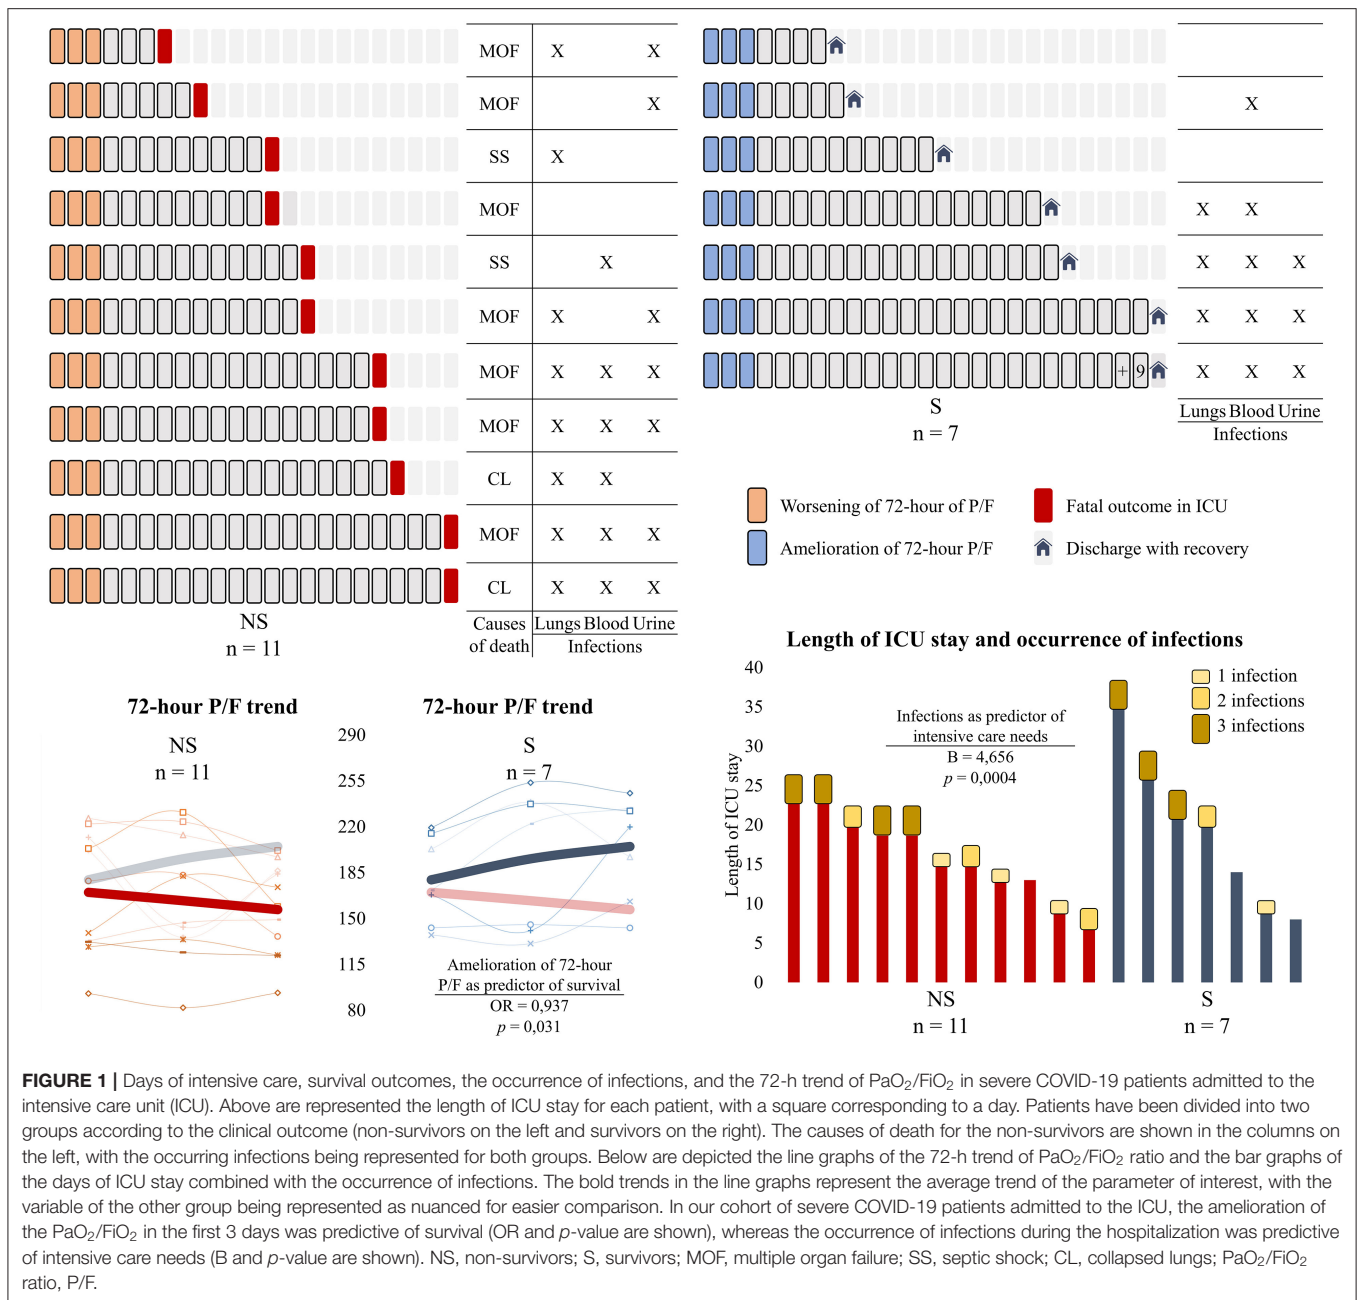 MOF X X
MOF X
SS X
MOF
SS X
MOF X X
MOF X X X
MOF X X X
CL X X
MOF X X X
CL X X X
NS
n = 11
Causes
of death
Lungs Blood Urine
Infections
X
X X
X X X
X X X
+ 9
X X X
S
n = 7
Lungs Blood Urine
Infections
Worsening of 72-hour of P/F
Fatal outcome in ICU
Amelioration of 72-hour P/F
Discharge with recovery
72-hour P/F trend
NS
n = 11
290
255
220
185
150
115
80
72-hour P/F trend
S
n = 7
Amelioration of 72-hour
P/F as predictor of survival
OR = 0,937
p = 0,031
Length of ICU stay and occurrence of infections
Length of ICU stay
40
35
30
25
20
15
10
5
0
Infections as predictor of
intensive care needs
B = 4,656
p = 0,0004
1 infection
2 infections
3 infections
NS
n = 11
S
n = 7
FIGURE 1 | Days of intensive care, survival outcomes, the occurrence of infections, and the 72-h trend of PaO₂/FiO₂ in severe COVID-19 patients admitted to the
intensive care unit (ICU). Above are represented the length of ICU stay for each patient, with a square corresponding to a day. Patients have been divided into two
groups according to the clinical outcome (non-survivors on the left and survivors on the right). The causes of death for the non-survivors are shown in the columns on
the left, with the occurring infections being represented for both groups. Below are depicted the line graphs of the 72-h trend of PaO₂/FiO₂ ratio and the bar graphs of
the days of ICU stay combined with the occurrence of infections. The bold trends in the line graphs represent the average trend of the parameter of interest, with the
variable of the other group being represented as nuanced for easier comparison. In our cohort of severe COVID-19 patients admitted to the ICU, the amelioration of
the PaO₂/FiO₂ in the first 3 days was predictive of survival (OR and p-value are shown), whereas the occurrence of infections during the hospitalization was predictive
of intensive care needs (B and p-value are shown). NS, non-survivors; S, survivors; MOF, multiple organ failure; SS, septic shock; CL, collapsed lungs; PaO₂/FiO₂
ratio, P/F.